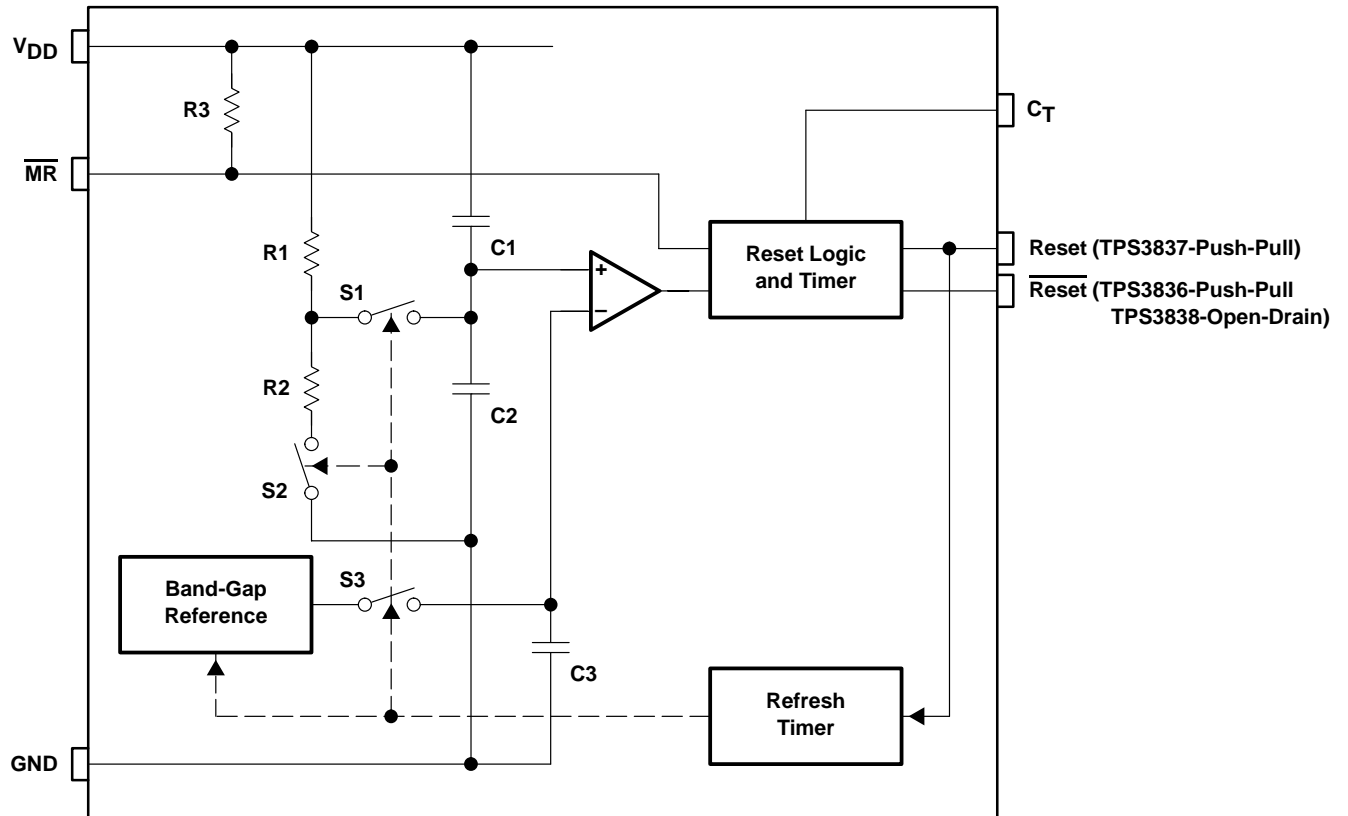 VDD
R3
CT
MR
R1
C1
+
Reset Logic
and Timer
Reset (TPS3837-Push-Pull)
S1
−
Reset (TPS3836-Push-Pull
TPS3838-Open-Drain)
R2
C2
S2
Band-Gap
Reference
S3
C3
Refresh
Timer
GND